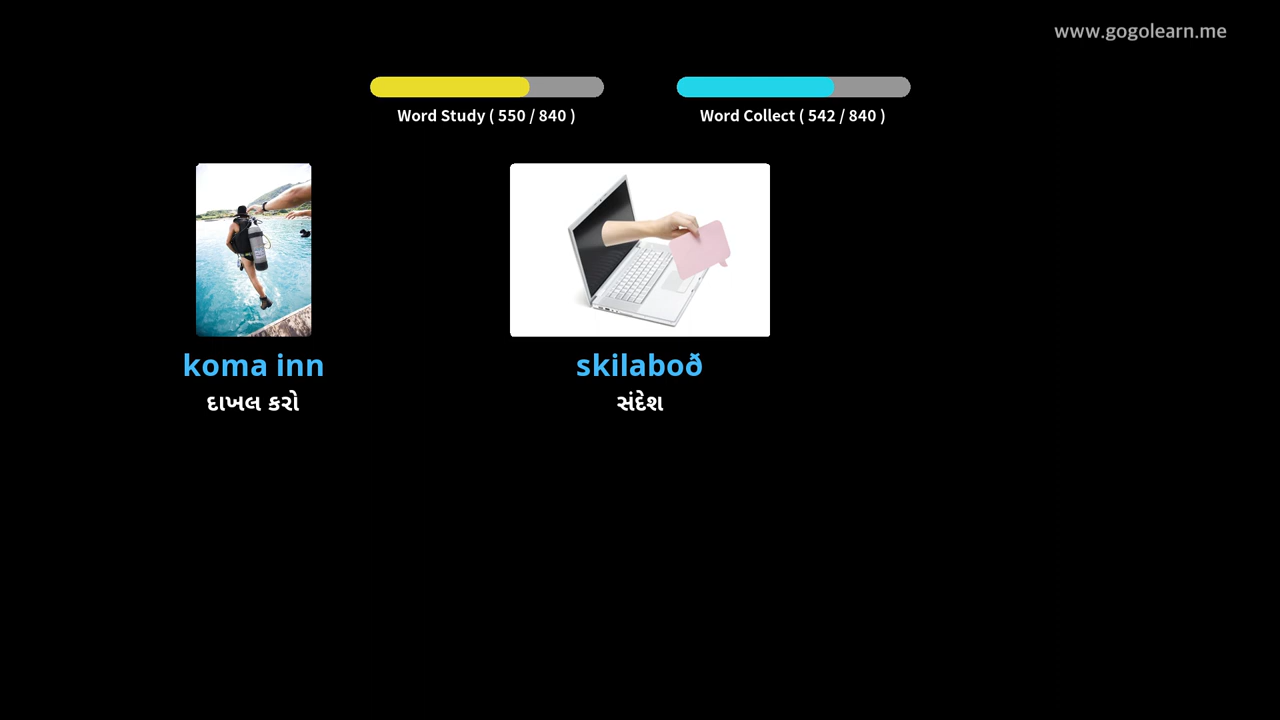 www.gogolearn.me
Word Study ( 550 / 840 )
Word Collect ( 542 / 840 )
koma inn
દાખલ કરો
skilaboð
સંદેશ